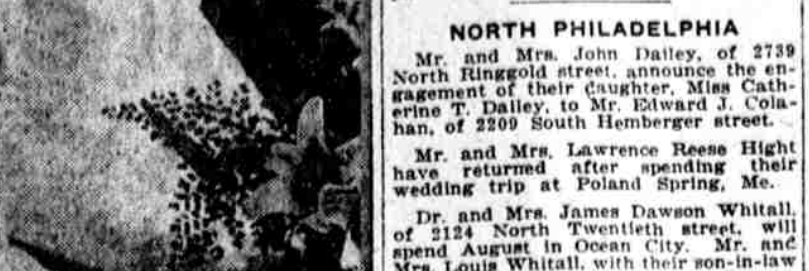 NORTH PHILADELPHIA
Mr. and Mrs. John Dailey, of 2739
North Ringgold street, announce the en-
gagement of their daughter, Miss Cath-
erine T. Dailey, to Mr. Edward J. Cola-
han, of 2209 South Hemberger street.
Mr. and Mrs. Lawrence Reese Hight
have returned after spending their
wedding trip at Poland Spring, Me.
Dr. and Mrs. James Dawson Whitall,
of 2124 North Twentieth street, will
spend August in Ocean City. Mr. and
Mrs. Louis Whitall, with their son-in-law